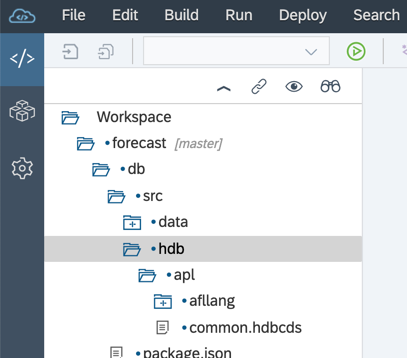 File Edit Build Run Deploy Search
Workspace
forecast [master]
db
src
data
hdb
apl
afllang
common.hdbcds
package.json